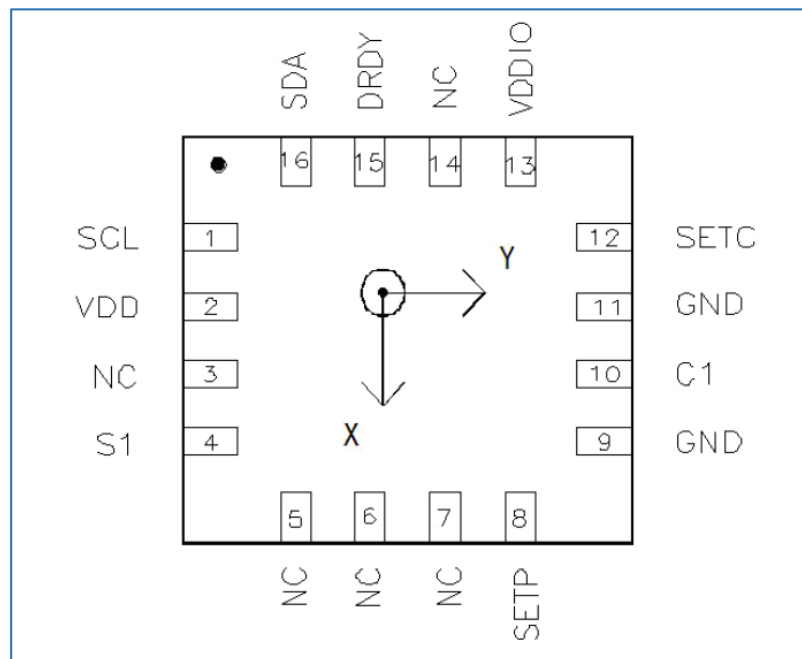 SDA DRDY NC VDDIO
16 15 14 13
SCL 1 12 SETC
Y
VDD 2 11 GND
NC 3 10 C1
X
S1 4 9 GND
5 6 7 8
NC NC NC SETP